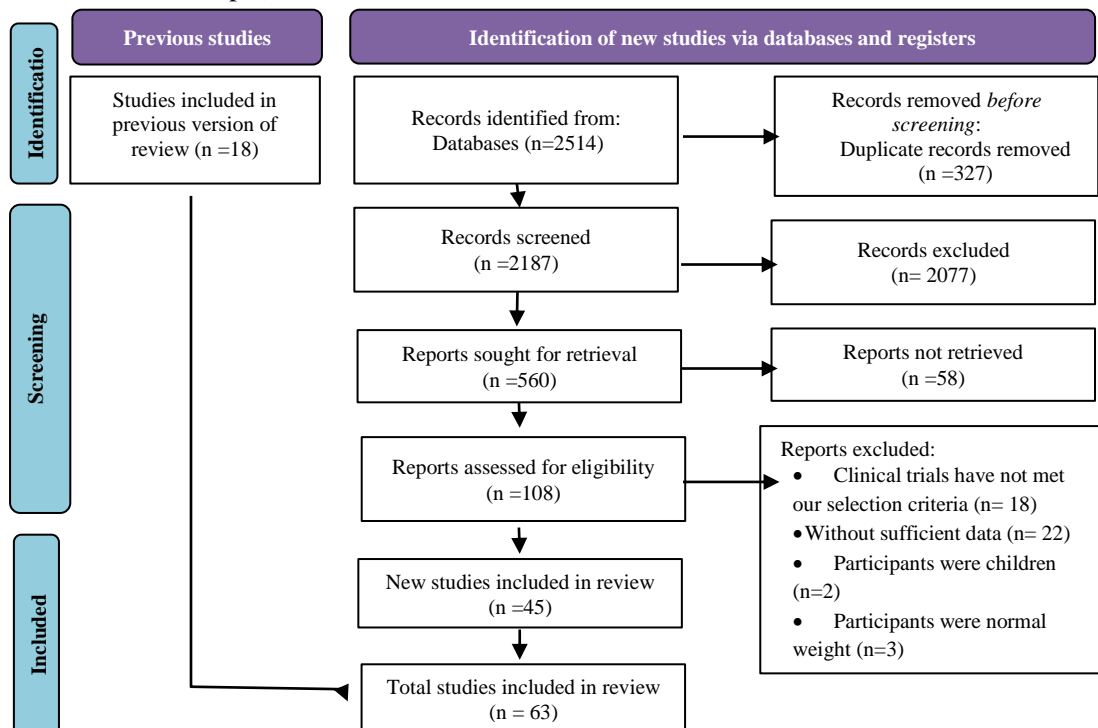 Previous studies
Identification of new studies via databases and registers
Identificatio
Studies included in
previous version of
review (n =18)
Records identified from:
Databases (n=2514)
Records removed before
screening:
Duplicate records removed
(n =327)
Screening
Records screened
(n =2187)
Records excluded
(n= 2077)
Reports sought for retrieval
(n =560)
Reports not retrieved
(n =58)
Reports assessed for eligibility
(n =108)
Reports excluded:
• Clinical trials have not met
our selection criteria (n= 18)
•Without sufficient data (n= 22)
• Participants were children
(n=2)
• Participants were normal
weight (n=3)
Included
New studies included in review
(n =45)
Total studies included in review
(n = 63)